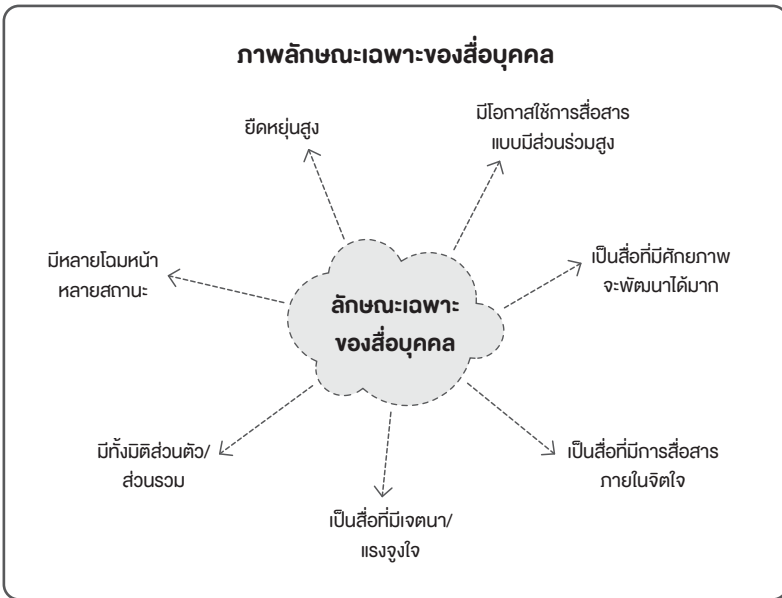 ภาพลักษณะเฉพาะของสื่อบุคคล
ยืดหยุ่นสูง
มีโอกาสใช้การสื่อสาร
แบบมีส่วนร่วมสูง
มีหลายโฉมหน้า
หลายสถานะ
เป็นสื่อที่มีศักยภาพ
จะพัฒนาได้มาก
ลักษณะเฉพาะ
ของสื่อบุคคล
มีทั้งมิติส่วนตัว/
ส่วนรวม
เป็นสื่อที่มีการสื่อสาร
ภายในจิตใจ
เป็นสื่อที่มีเจตนา/
แรงจูงใจ